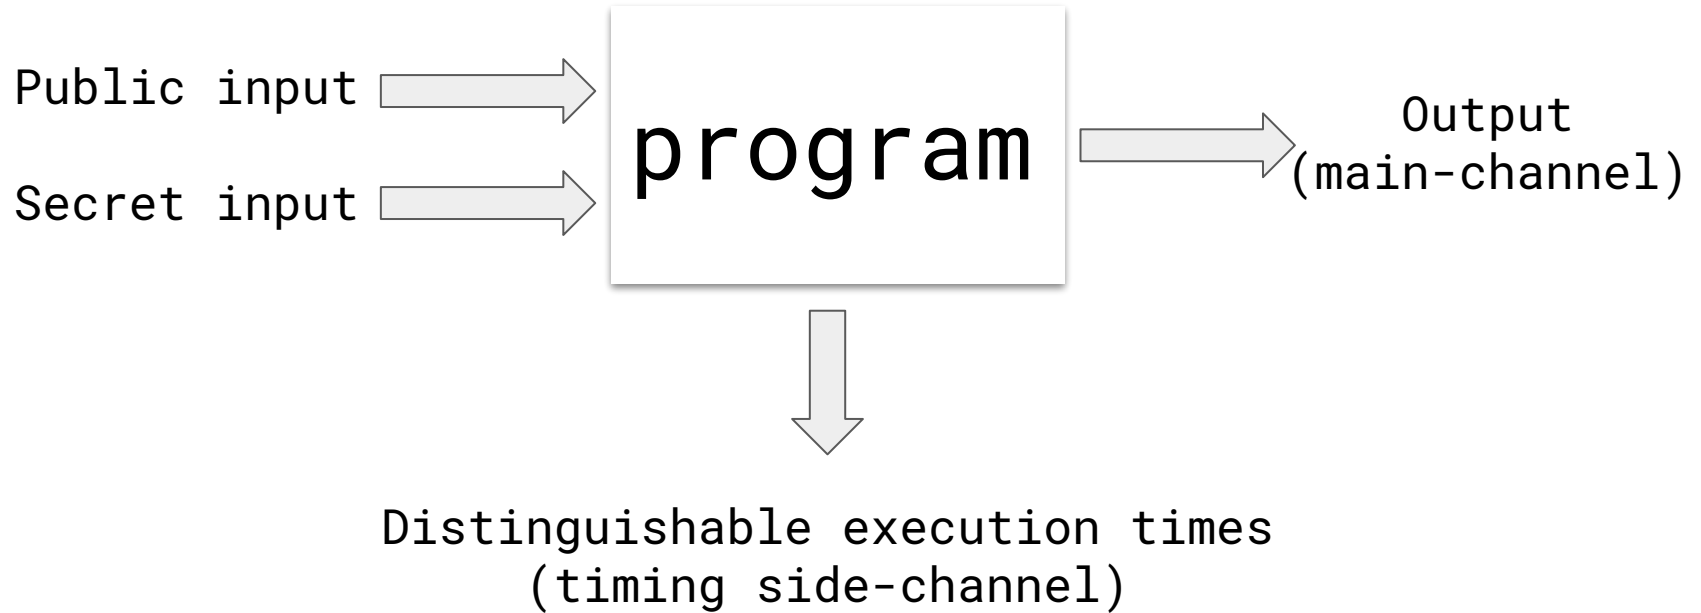 Public input
Secret input
program
Output
(main-channel)
Distinguishable execution times
(timing side-channel)